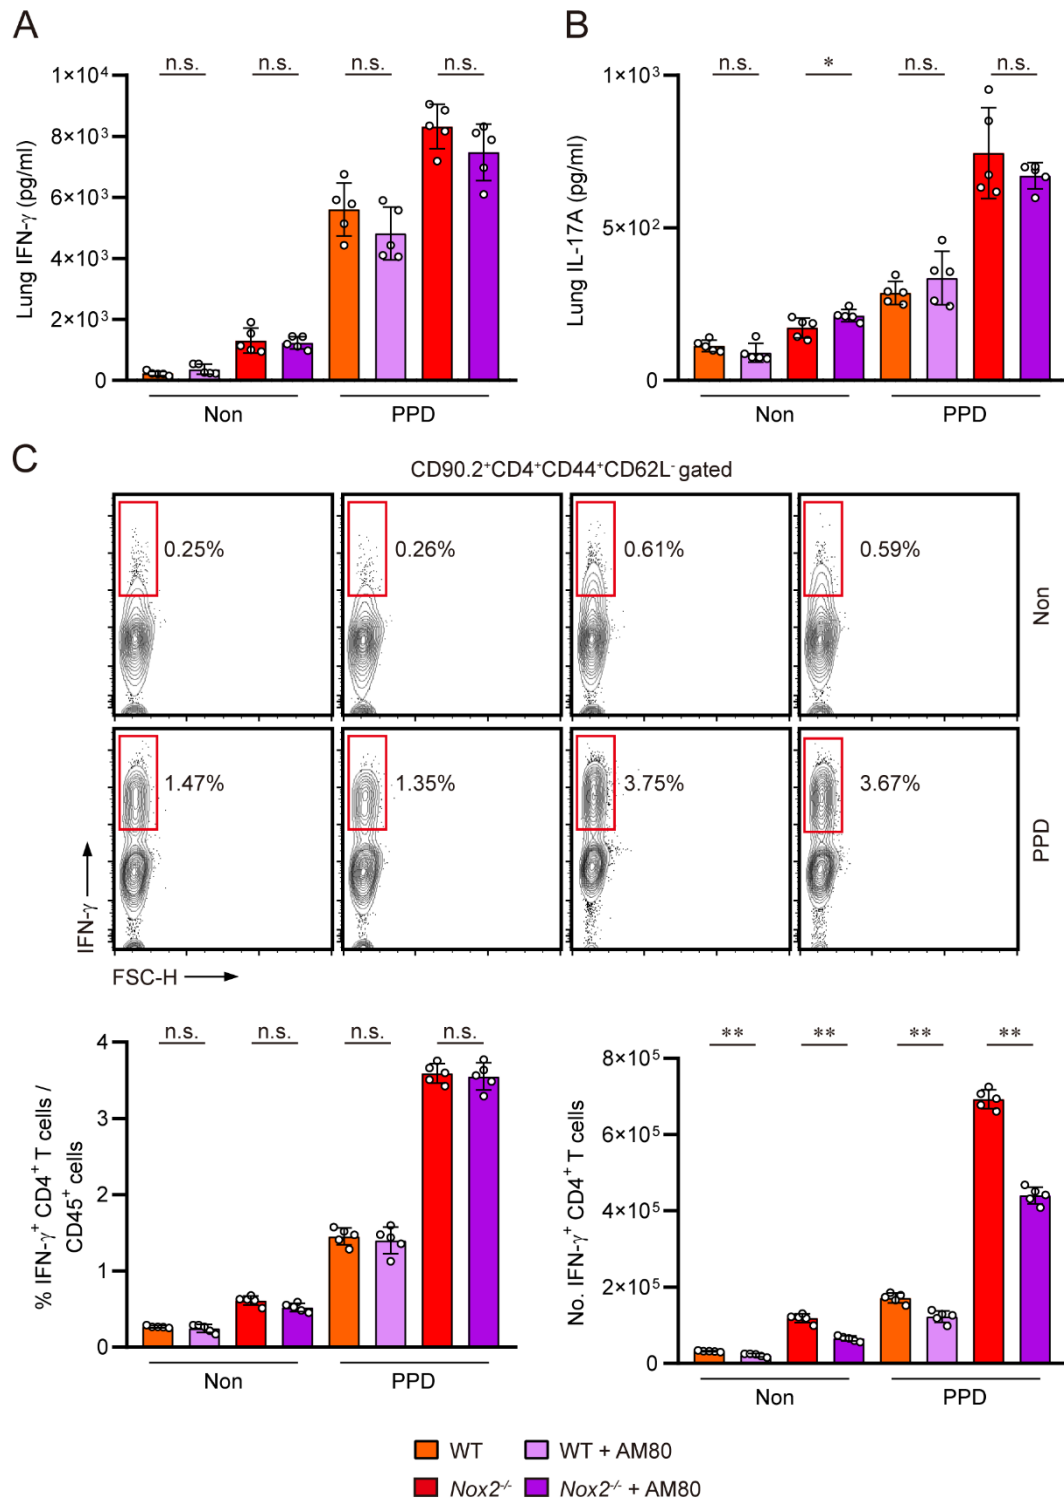 A
n.s. n.s. n.s. n.s.
Lung IFN-γ (pg/ml)
1×10⁴
8×10³
6×10³
4×10³
2×10³
0
Non PPD
B
n.s. * n.s. n.s.
Lung IL-17A (pg/ml)
1×10³
5×10²
0
Non PPD
C
CD90.2⁺CD4⁺CD44⁺CD62L⁻ gated
0.25% 0.26% 0.61% 0.59%
Non
1.47% 1.35% 3.75% 3.67%
PPD
IFN-γ
FSC-H
n.s. n.s. n.s. n.s.
% IFN-γ⁺ CD4⁺ T cells /
CD45⁺ cells
4
3
2
1
0
Non PPD
** ** ** **
No. IFN-γ⁺ CD4⁺ T cells
8×10⁵
6×10⁵
4×10⁵
2×10⁵
0
Non PPD
WT WT + AM80
Nox2⁻/⁻ Nox2⁻/⁻ + AM80